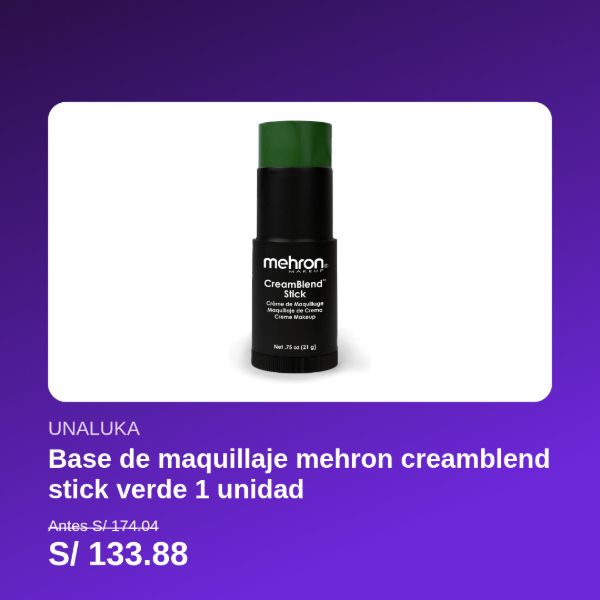 mehron
MAKEUP
CreamBlend™
Stick
Crème de Maquillage
Maquillaje de Crema
Creme Makeup
Net .75 oz (21 g)
UNALUKA
Base de maquillaje mehron creamblend
stick verde 1 unidad
Antes S/ 174.04
S/ 133.88